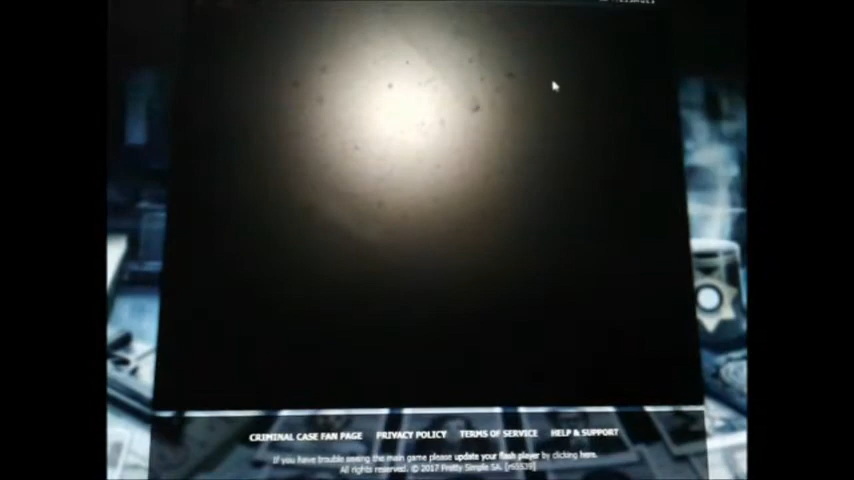 CRIMINAL CASE FAN PAGE PRIVACY POLICY TERMS OF SERVICE HELP & SUPPORT
If you have trouble seeing the main game please update your flash player by clicking here.
All rights reserved. © 2017 Pretty Simple SA.